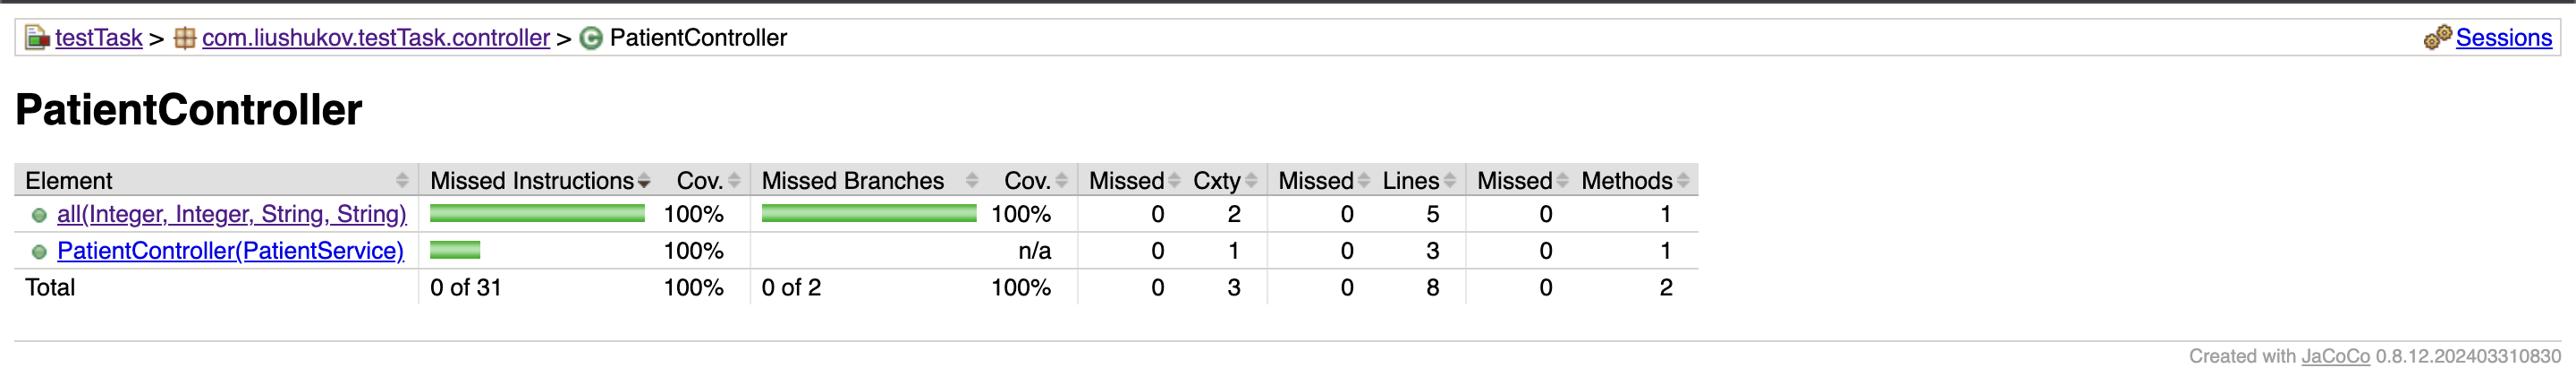 testTask > com.liushukov.testTask.controller > PatientController Sessions
PatientController
Element Missed Instructions Cov. Missed Branches Cov. Missed Cxty Missed Lines Missed Methods
all(Integer, Integer, String, String) 100% 100% 0 2 0 5 0 1
PatientController(PatientService) 100% n/a 0 1 0 3 0 1
Total 0 of 31 100% 0 of 2 100% 0 3 0 8 0 2
Created with JaCoCo 0.8.12.202403310830